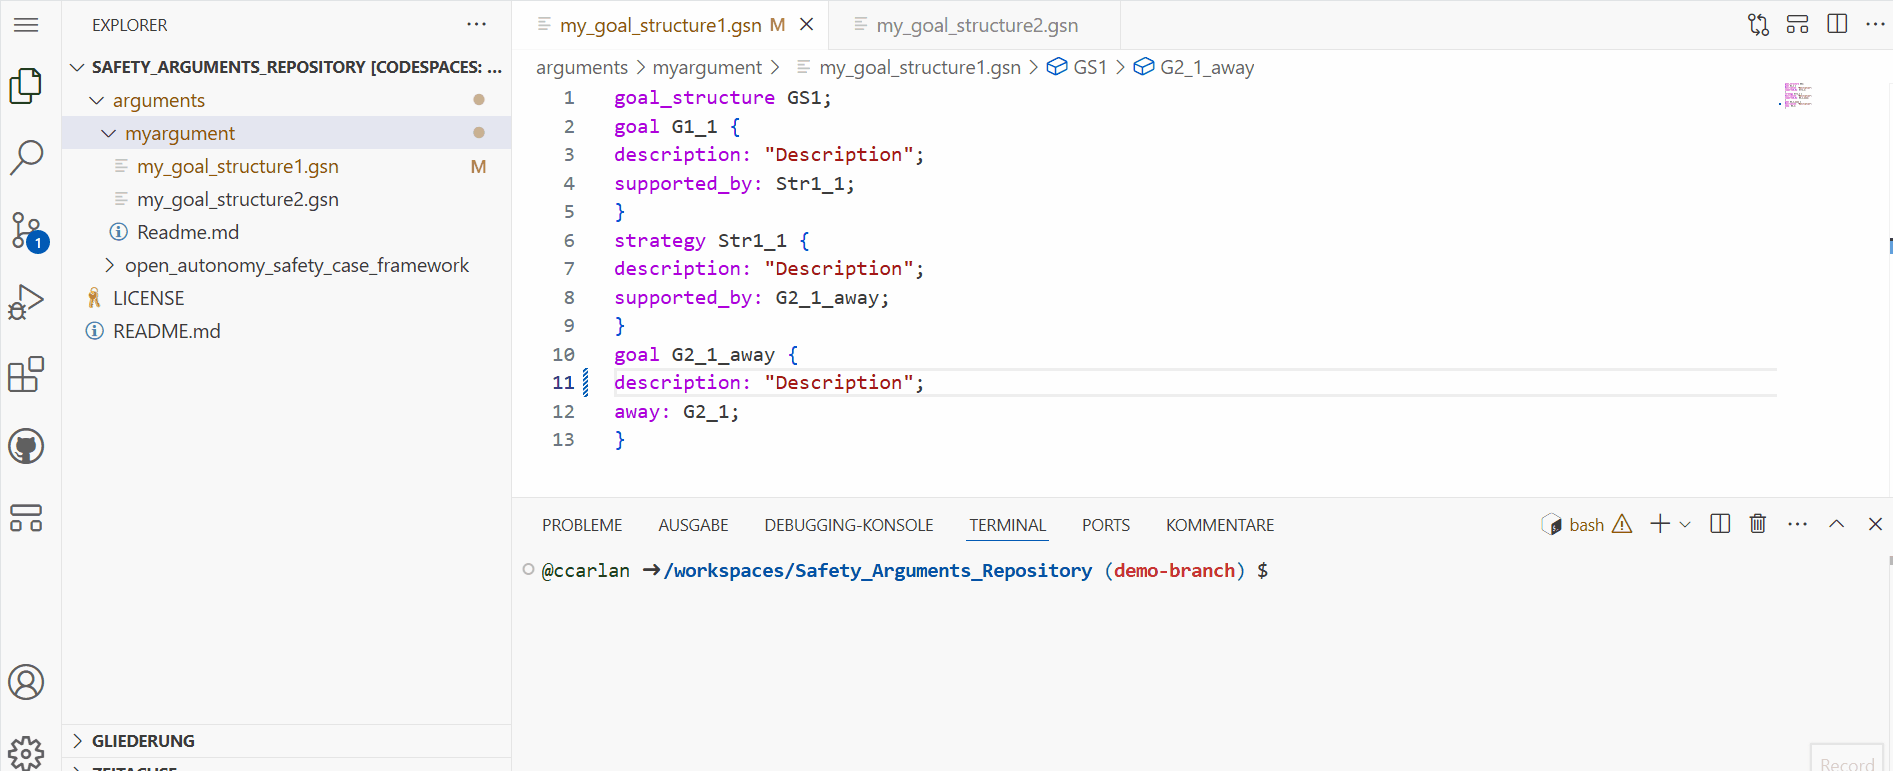 EXPLORER
SAFETY_ARGUMENTS_REPOSITORY [CODESPACES: ...
arguments
myargument
my_goal_structure1.gsn M
my_goal_structure2.gsn
Readme.md
open_autonomy_safety_case_framework
LICENSE
README.md
1
GLIEDERUNG
ZEITACHSE
my_goal_structure1.gsn M
my_goal_structure2.gsn
arguments > myargument > my_goal_structure1.gsn > GS1 > G2_1_away
1 goal_structure GS1;
2 goal G1_1 {
3 description: "Description";
4 supported_by: Str1_1;
5 }
6 strategy Str1_1 {
7 description: "Description";
8 supported_by: G2_1_away;
9 }
10 goal G2_1_away {
11 description: "Description";
12 away: G2_1;
13 }
PROBLEME AUSGABE DEBUGGING-KONSOLE TERMINAL PORTS KOMMENTARE
bash
@ccarlan ➜/workspaces/Safety_Arguments_Repository (demo-branch) $
Record